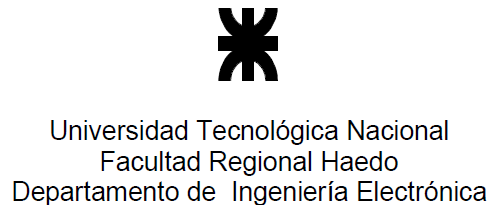 Universidad Tecnológica Nacional
Facultad Regional Haedo
Departamento de  Ingeniería Electrónica